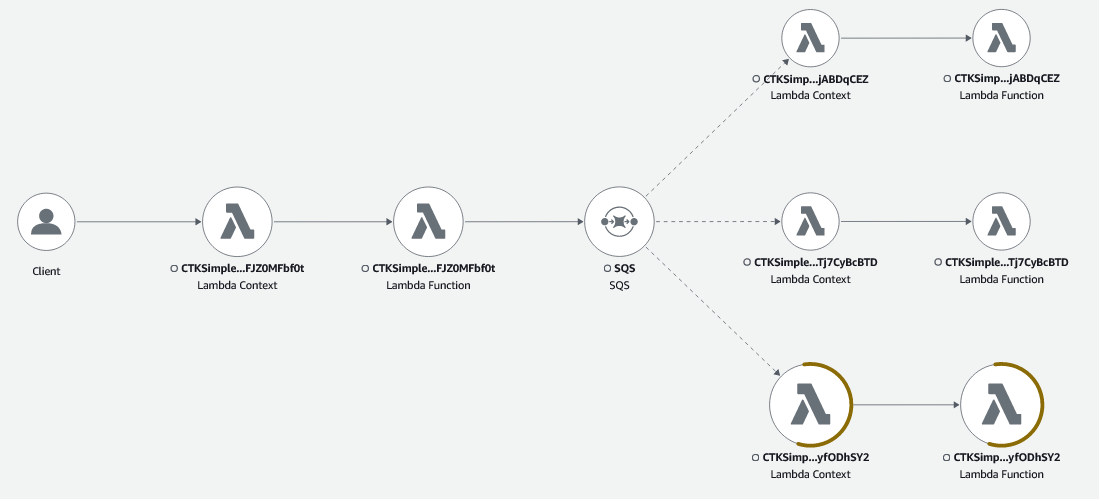 CTKSimp...jABDqCEZ
Lambda Context
CTKSimp...jABDqCEZ
Lambda Function
Client
CTKSimple...FJZ0MFbf0t
Lambda Context
CTKSimple...FJZ0MFbf0t
Lambda Function
SQS
SQS
CTKSimple...Tj7CyBcBTD
Lambda Context
CTKSimple...Tj7CyBcBTD
Lambda Function
CTKSimp...yfODhSY2
Lambda Context
CTKSimp...yfODhSY2
Lambda Function